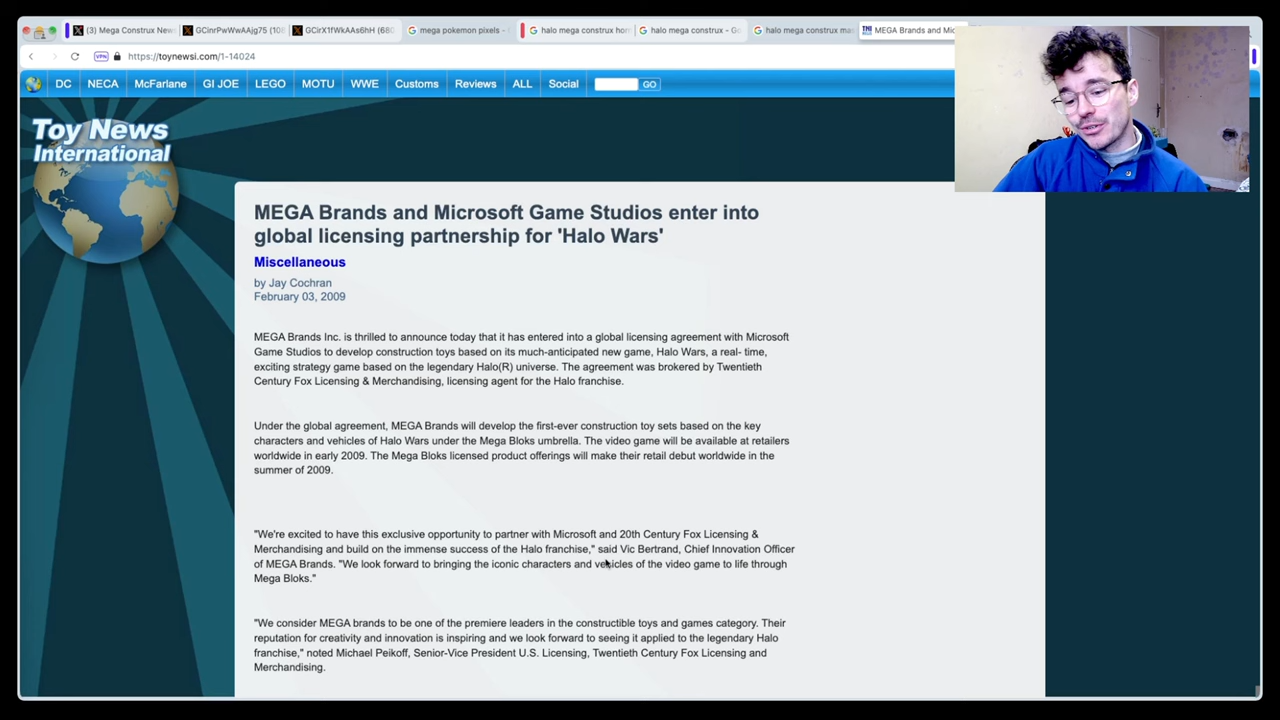 (3) Mega Construx New
GCinrPwWwAAjg75 (108
GCirX1fWkAAs6hH (680
mega pokemon pixels -
halo mega construx hor
halo mega construx - Go
halo mega construx ma
MEGA Brands and Mic
VPN
https://toynewsi.com/1-14024
DC NECA McFarlane GI JOE LEGO MOTU WWE Customs Reviews ALL Social GO
Toy News
International
MEGA Brands and Microsoft Game Studios enter into
global licensing partnership for 'Halo Wars'
Miscellaneous
by Jay Cochran
February 03, 2009
MEGA Brands Inc. is thrilled to announce today that it has entered into a global licensing agreement with Microsoft
Game Studios to develop construction toys based on its much-anticipated new game, Halo Wars, a real- time,
exciting strategy game based on the legendary Halo(R) universe. The agreement was brokered by Twentieth
Century Fox Licensing & Merchandising, licensing agent for the Halo franchise.
Under the global agreement, MEGA Brands will develop the first-ever construction toy sets based on the key
characters and vehicles of Halo Wars under the Mega Bloks umbrella. The video game will be available at retailers
worldwide in early 2009. The Mega Bloks licensed product offerings will make their retail debut worldwide in the
summer of 2009.
"We're excited to have this exclusive opportunity to partner with Microsoft and 20th Century Fox Licensing &
Merchandising and build on the immense success of the Halo franchise," said Vic Bertrand, Chief Innovation Officer
of MEGA Brands. "We look forward to bringing the iconic characters and vehicles of the video game to life through
Mega Bloks."
"We consider MEGA brands to be one of the premiere leaders in the constructible toys and games category. Their
reputation for creativity and innovation is inspiring and we look forward to seeing it applied to the legendary Halo
franchise," noted Michael Peikoff, Senior-Vice President U.S. Licensing, Twentieth Century Fox Licensing and
Merchandising.